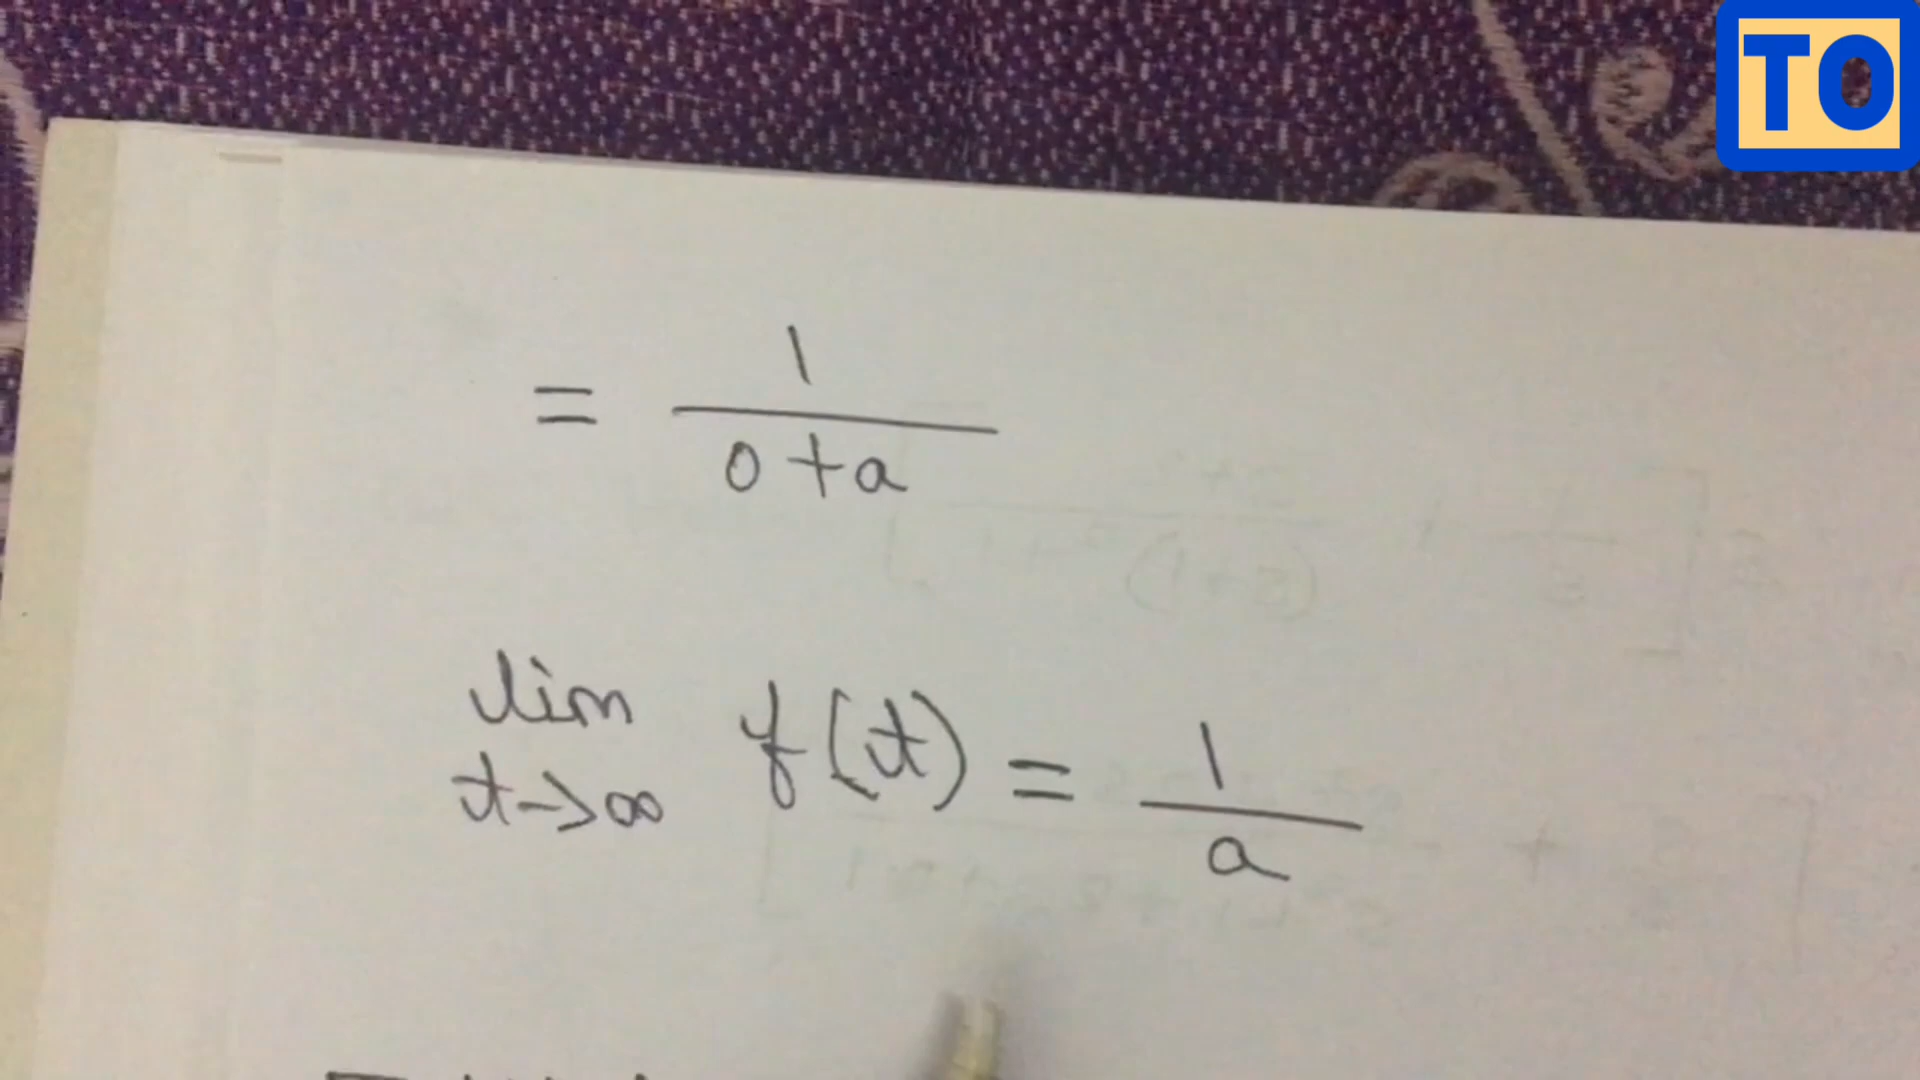 TO
= 1/(0+a)
lim t→∞ f(t) = 1/a